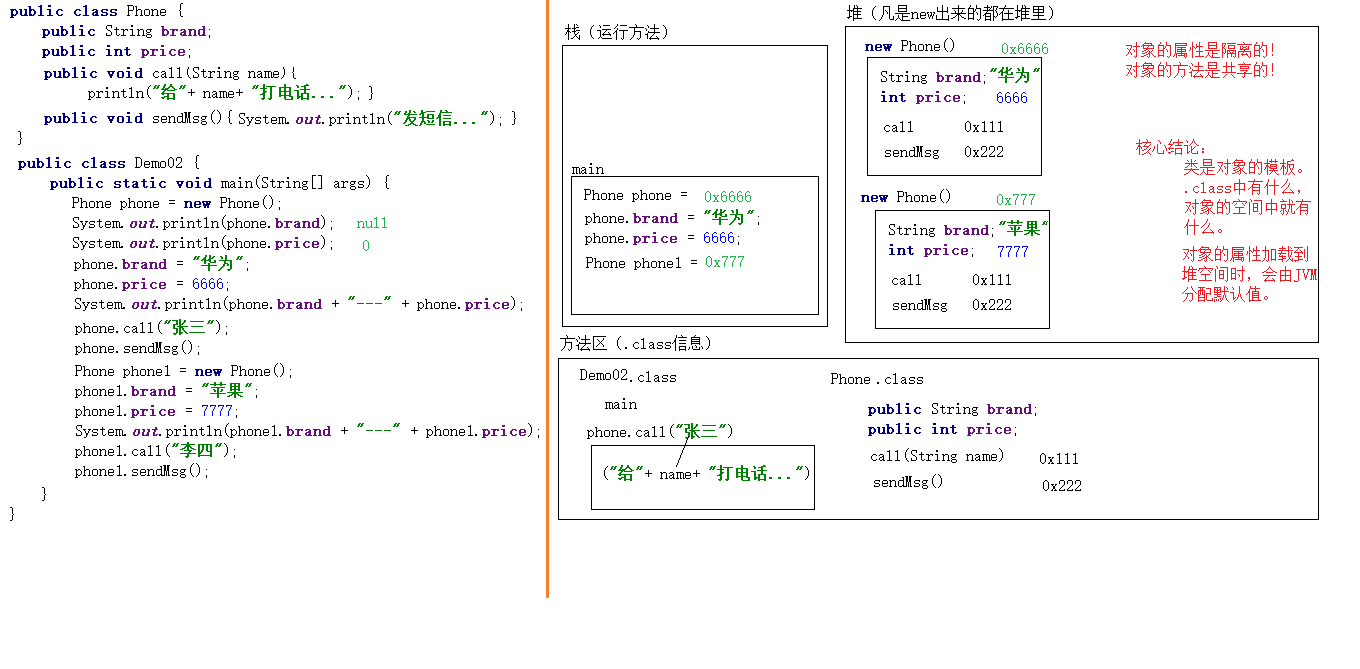 public class Phone {
public String brand;
public int price;
public void call(String name){
println("给"+ name+ "打电话..."); }
public void sendMsg(){ System.out.println("发短信..."); }
}
public class Demo02 {
public static void main(String[] args) {
Phone phone = new Phone();
System.out.println(phone.brand); null
System.out.println(phone.price); 0
phone.brand = "华为";
phone.price = 6666;
System.out.println(phone.brand + "---" + phone.price);
phone.call("张三");
phone.sendMsg();
Phone phone1 = new Phone();
phone1.brand = "苹果";
phone1.price = 7777;
System.out.println(phone1.brand + "---" + phone1.price);
phone1.call("李四");
phone1.sendMsg();
}
}
栈（运行方法）
main
Phone phone = 0x6666
phone.brand = "华为";
phone.price = 6666;
Phone phone1 = 0x777
堆（凡是new出来的都在堆里）
new Phone() 0x6666
String brand;"华为"
int price; 6666
call 0x111
sendMsg 0x222
new Phone() 0x777
String brand;"苹果"
int price; 7777
call 0x111
sendMsg 0x222
对象的属性是隔离的!
对象的方法是共享的!
核心结论：
类是对象的模板。
.class中有什么，
对象的空间中就有
什么。
对象的属性加载到
堆空间时，会由JVM
分配默认值。
方法区（.class信息）
Demo02.class
main
phone.call("张三")
("给"+ name+ "打电话...")
Phone.class
public String brand;
public int price;
call(String name) 0x111
sendMsg() 0x222